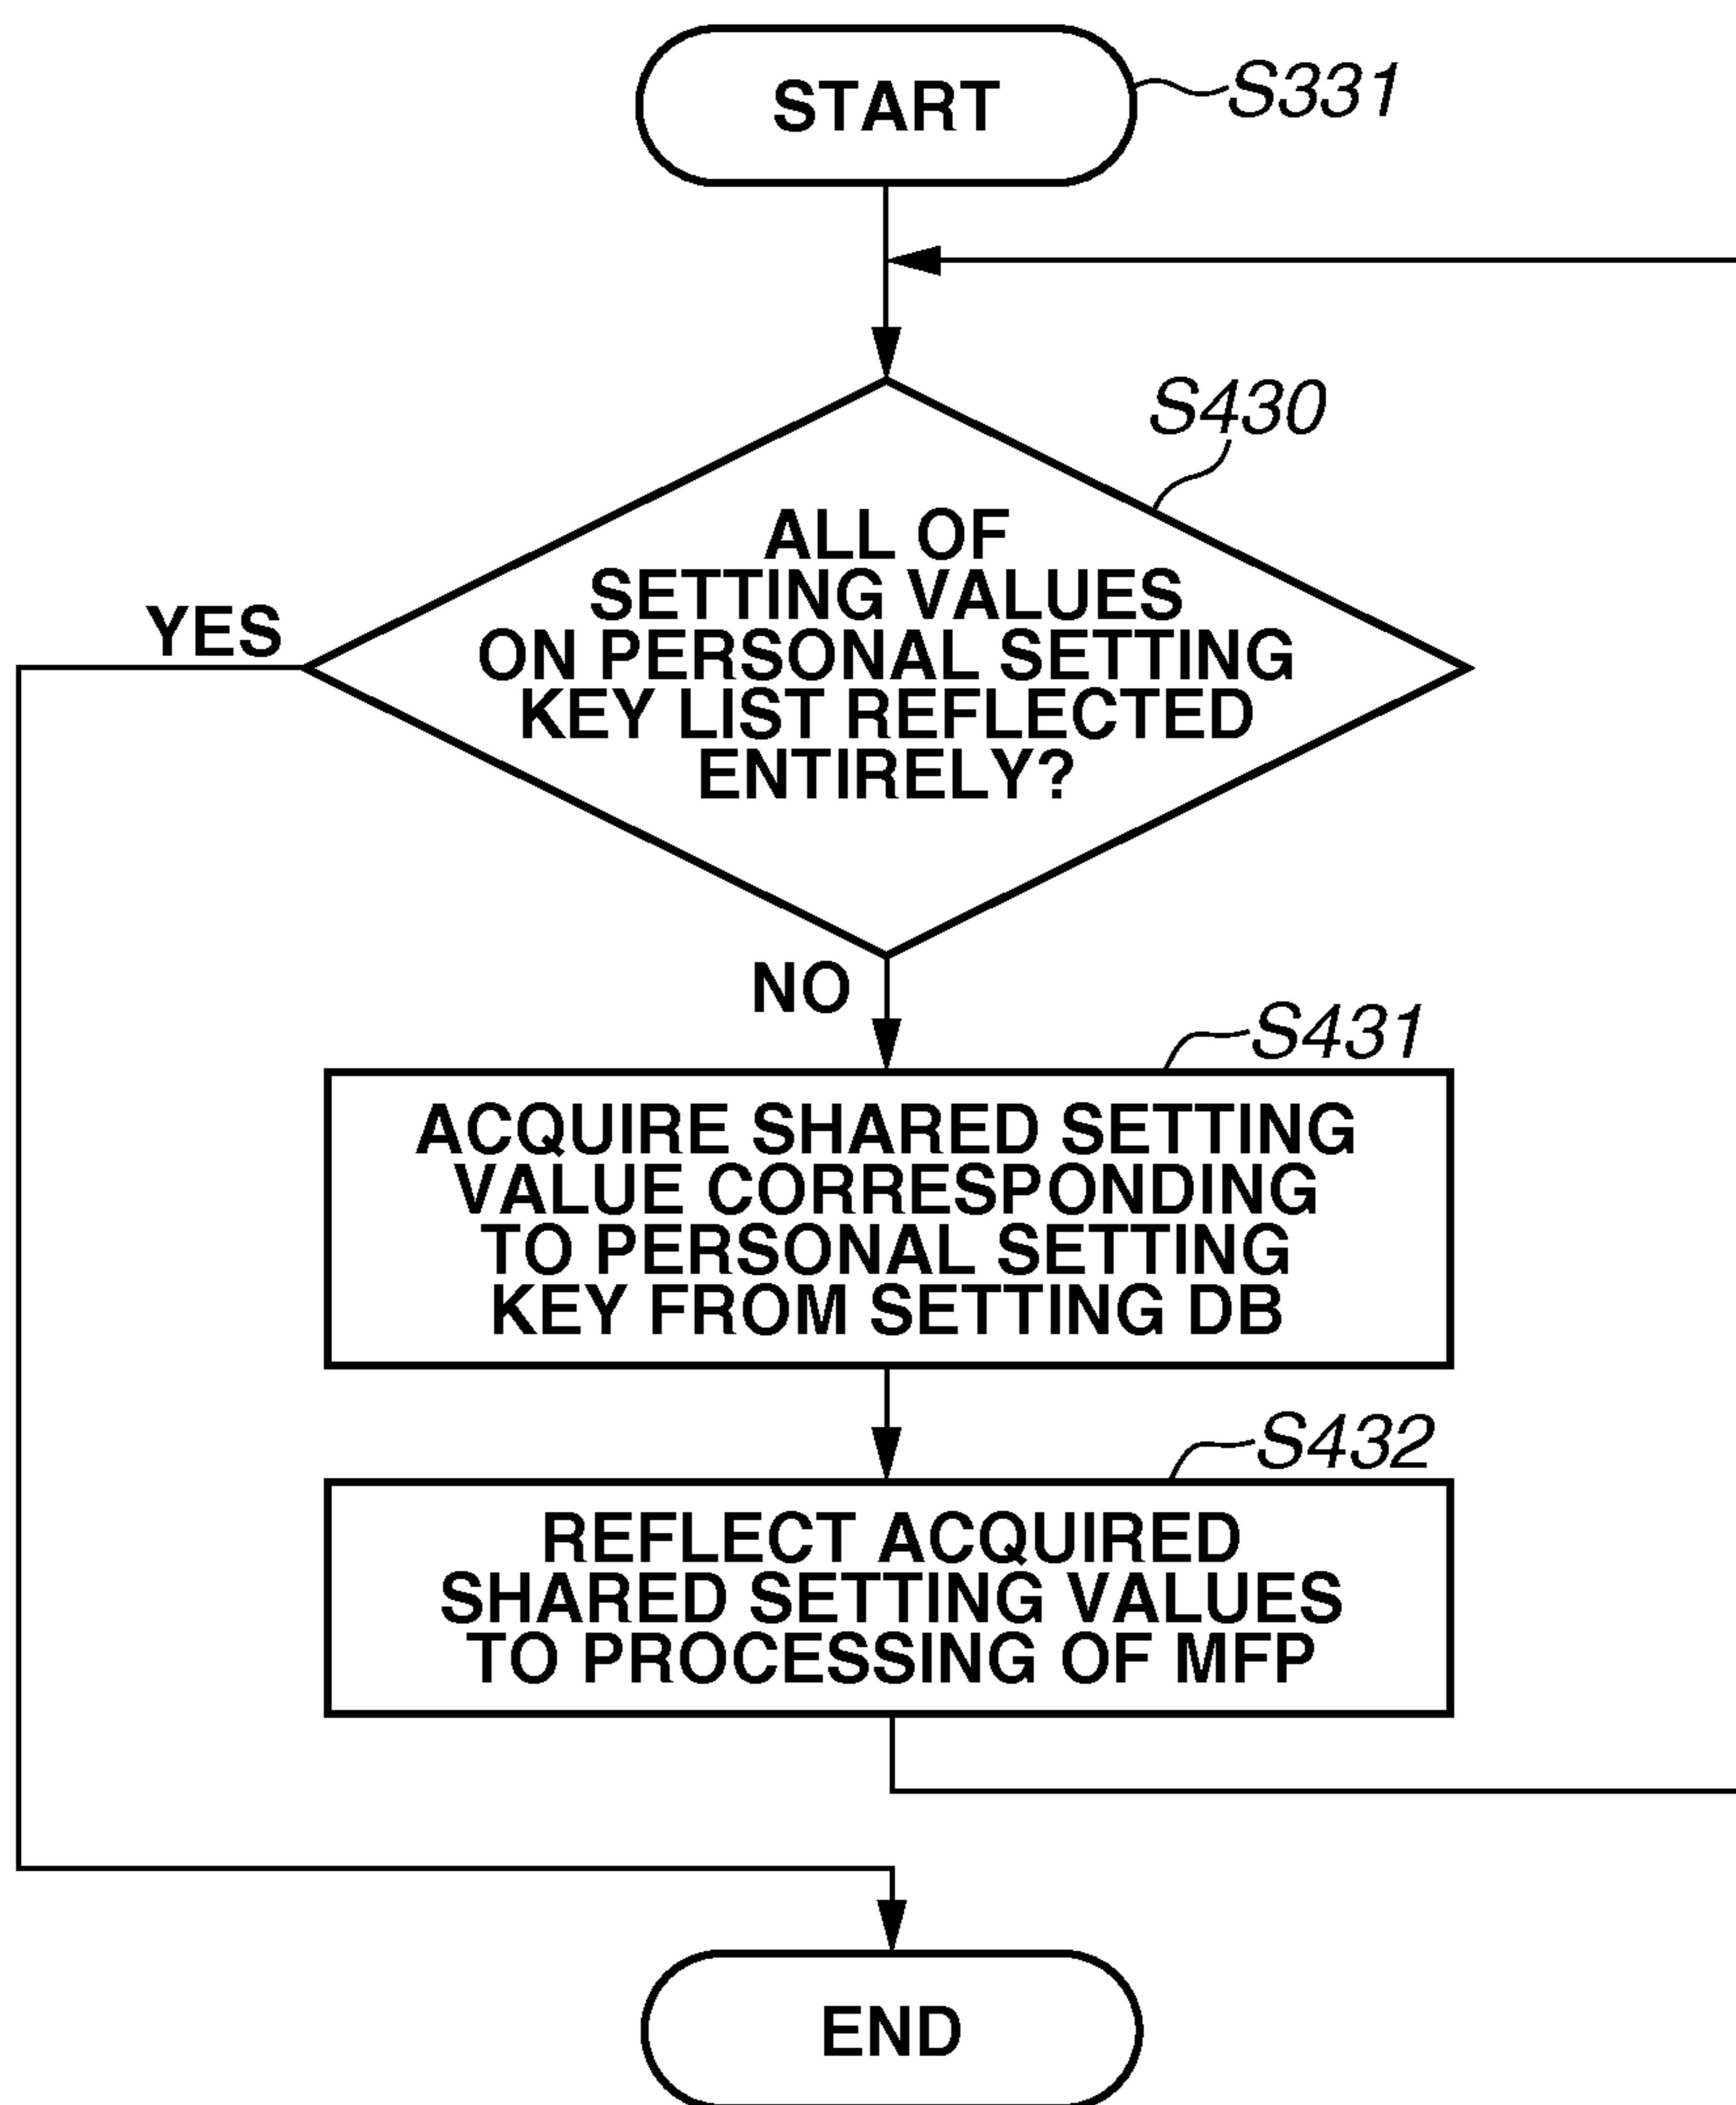 START
S331
S430
ALL OF
SETTING VALUES
ON PERSONAL SETTING
KEY LIST REFLECTED
ENTIRELY?
YES
NO
S431
ACQUIRE SHARED SETTING
VALUE CORRESPONDING
TO PERSONAL SETTING
KEY FROM SETTING DB
S432
REFLECT ACQUIRED
SHARED SETTING VALUES
TO PROCESSING OF MFP
END